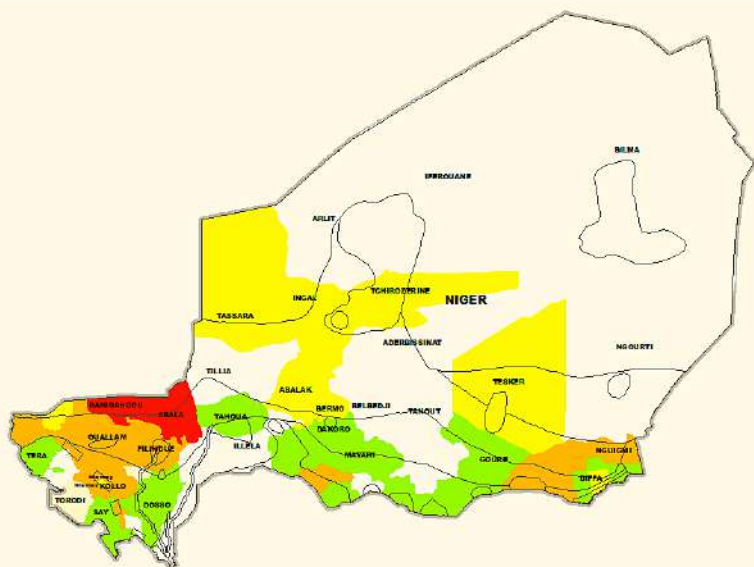 BILMA
IFEROUANE
ARLIT
INGAL
TCHIROZERINE
NIGER
TASSARA
ADERBISSINAT
NGOURTI
TILLIA
ABALAK
TESKER
BANIBANGOU
ABALA
BERMO
BELBEDJI
TANOUT
TAHOUA
DAKORO
OUALLAM
FILINGUE
ILLELA
MAYAHI
GOURE
NGUIGMI
TERA
DIFFA
KOLLO
TORODI
SAY
DOSSO